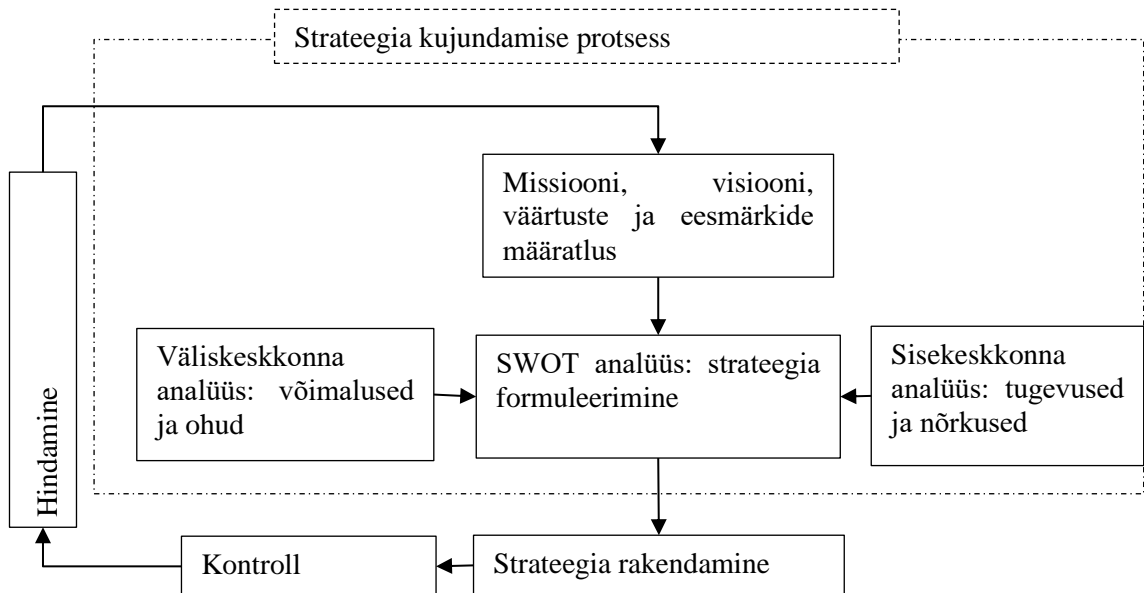 Strateegia kujundamise protsess
Missiooni, visiooni,
väärtuste ja eesmärkide
määratlus
Väliskeskkonna
analüüs: võimalused
ja ohud
SWOT analüüs: strateegia
formuleerimine
Sisekeskkonna
analüüs: tugevused
ja nõrkused
Hindamine
Kontroll
Strateegia rakendamine